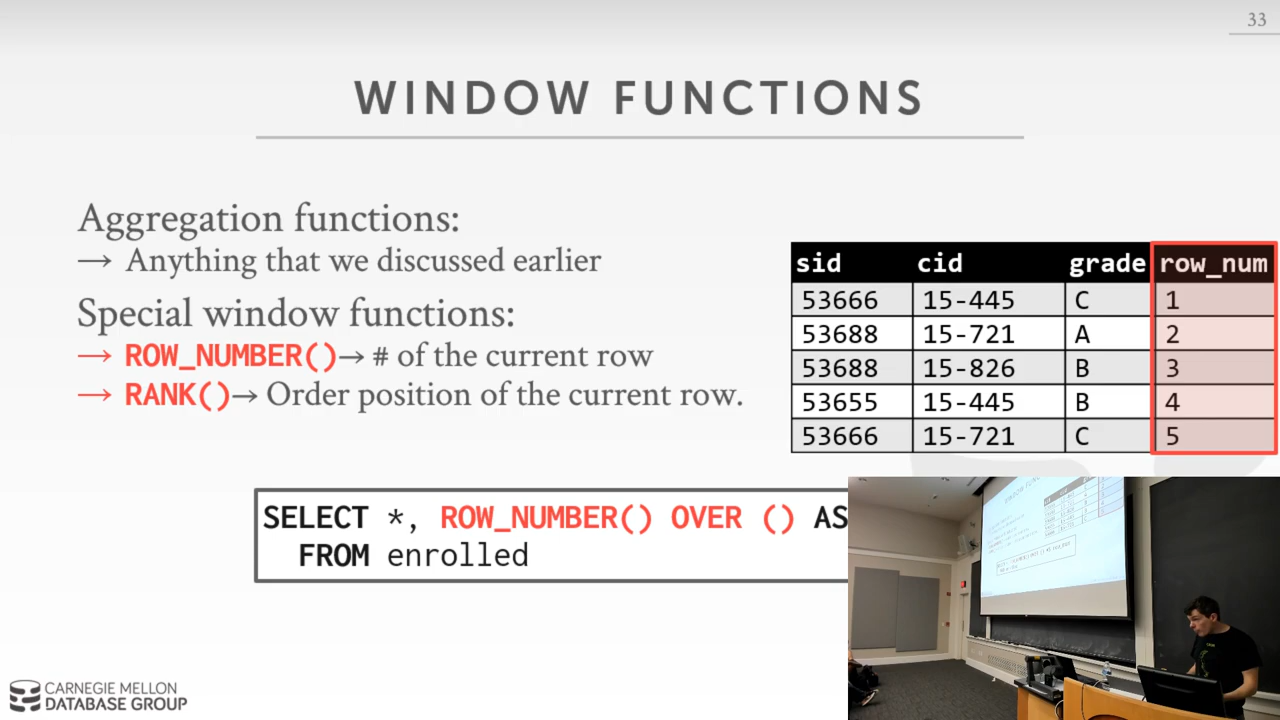 33
WINDOW FUNCTIONS
Aggregation functions:
→ Anything that we discussed earlier
Special window functions:
→ ROW_NUMBER()→ # of the current row
→ RANK()→ Order position of the current row.
sid cid grade row_num
53666 15-445 C 1
53688 15-721 A 2
53688 15-826 B 3
53655 15-445 B 4
53666 15-721 C 5
SELECT *, ROW_NUMBER() OVER () AS
FROM enrolled
CARNEGIE MELLON
DATABASE GROUP